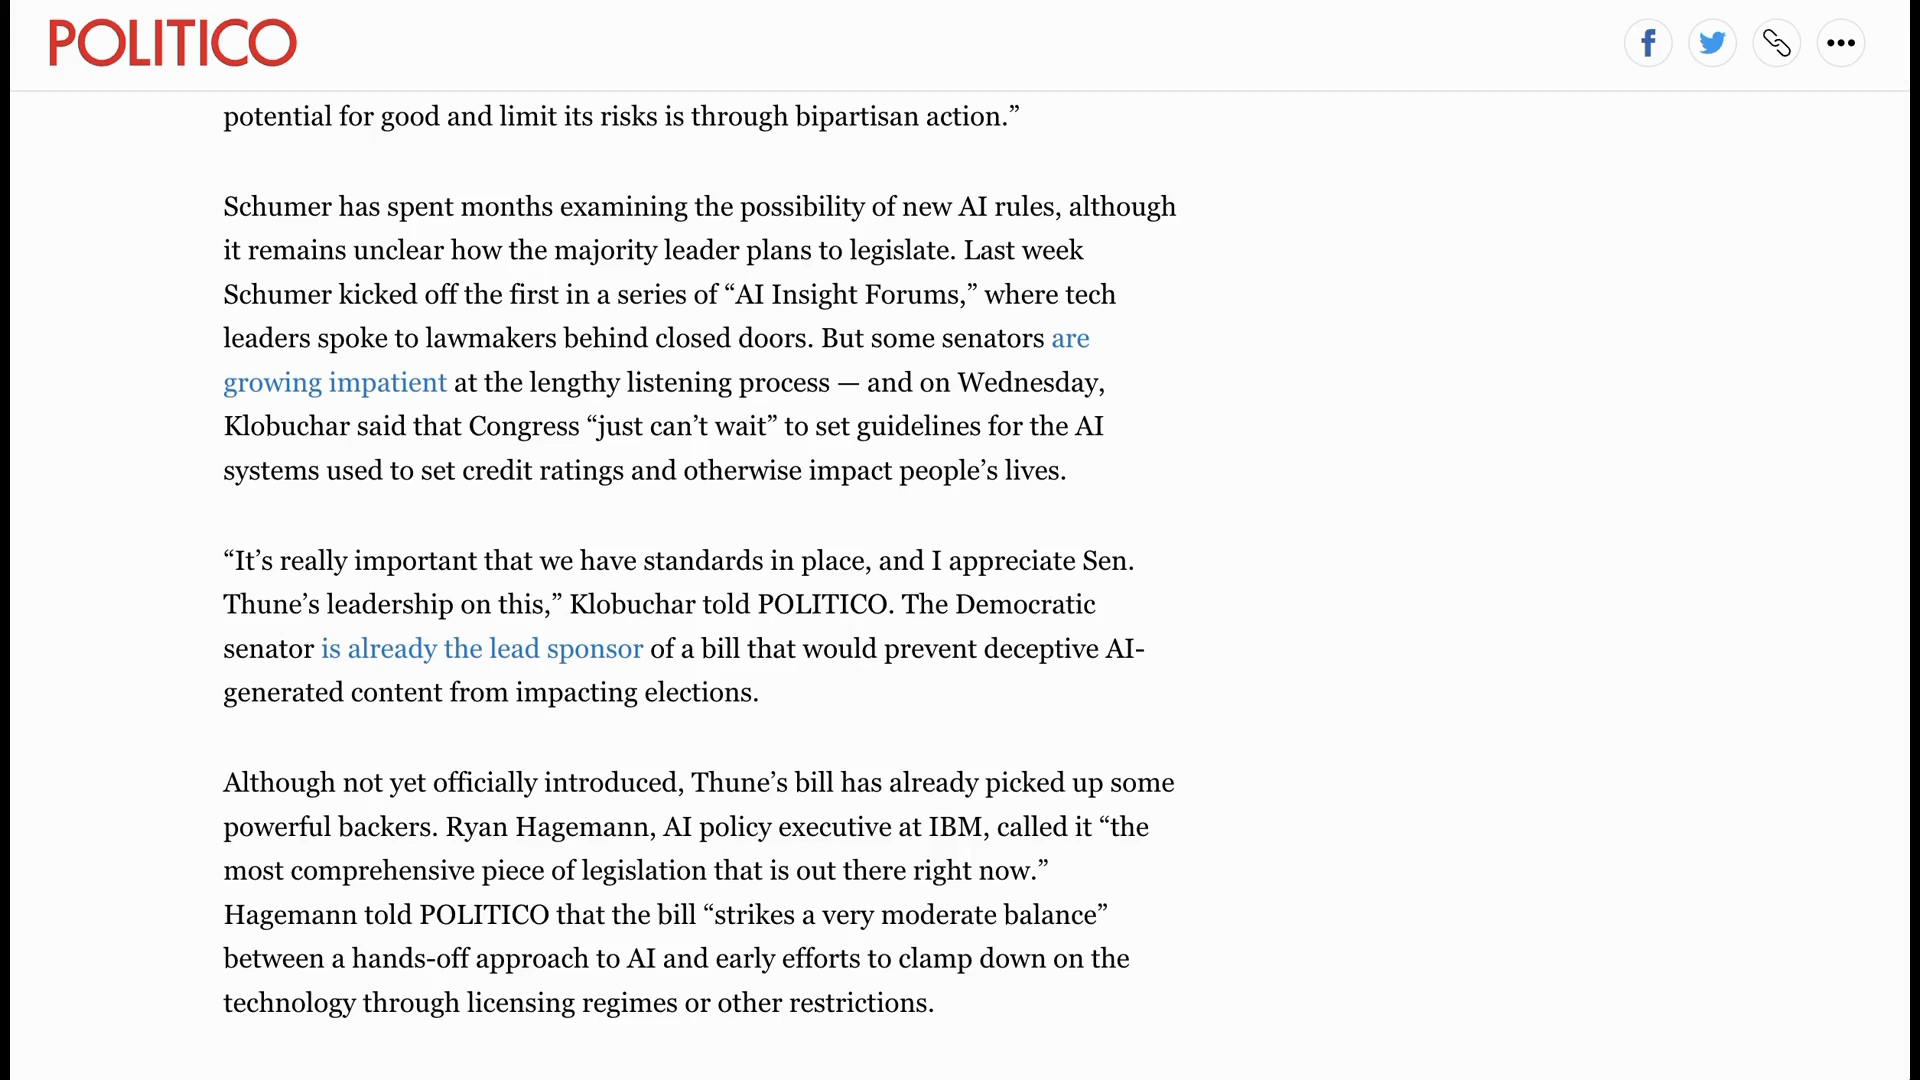 POLITICO
potential for good and limit its risks is through bipartisan action.”
Schumer has spent months examining the possibility of new AI rules, although
it remains unclear how the majority leader plans to legislate. Last week
Schumer kicked off the first in a series of “AI Insight Forums,” where tech
leaders spoke to lawmakers behind closed doors. But some senators are
growing impatient at the lengthy listening process — and on Wednesday,
Klobuchar said that Congress “just can’t wait” to set guidelines for the AI
systems used to set credit ratings and otherwise impact people’s lives.
“It’s really important that we have standards in place, and I appreciate Sen.
Thune’s leadership on this,” Klobuchar told POLITICO. The Democratic
senator is already the lead sponsor of a bill that would prevent deceptive AI-
generated content from impacting elections.
Although not yet officially introduced, Thune’s bill has already picked up some
powerful backers. Ryan Hagemann, AI policy executive at IBM, called it “the
most comprehensive piece of legislation that is out there right now.”
Hagemann told POLITICO that the bill “strikes a very moderate balance”
between a hands-off approach to AI and early efforts to clamp down on the
technology through licensing regimes or other restrictions.